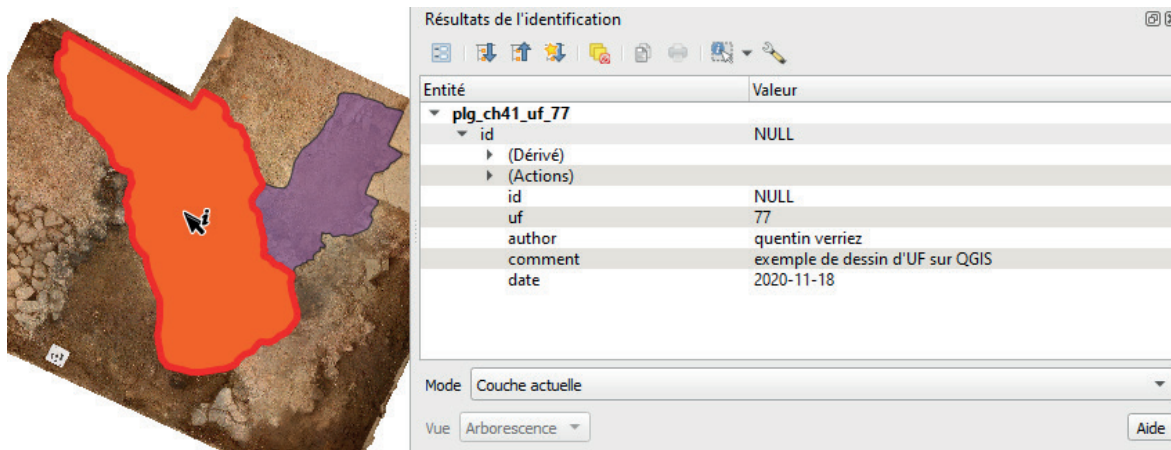 Résultats de l'identification
Entité Valeur
plg_ch41_uf_77
id NULL
(Dérivé)
(Actions)
id NULL
uf 77
author quentin verriez
comment exemple de dessin d'UF sur QGIS
date 2020-11-18
Mode Couche actuelle
Vue Arborescence Aide